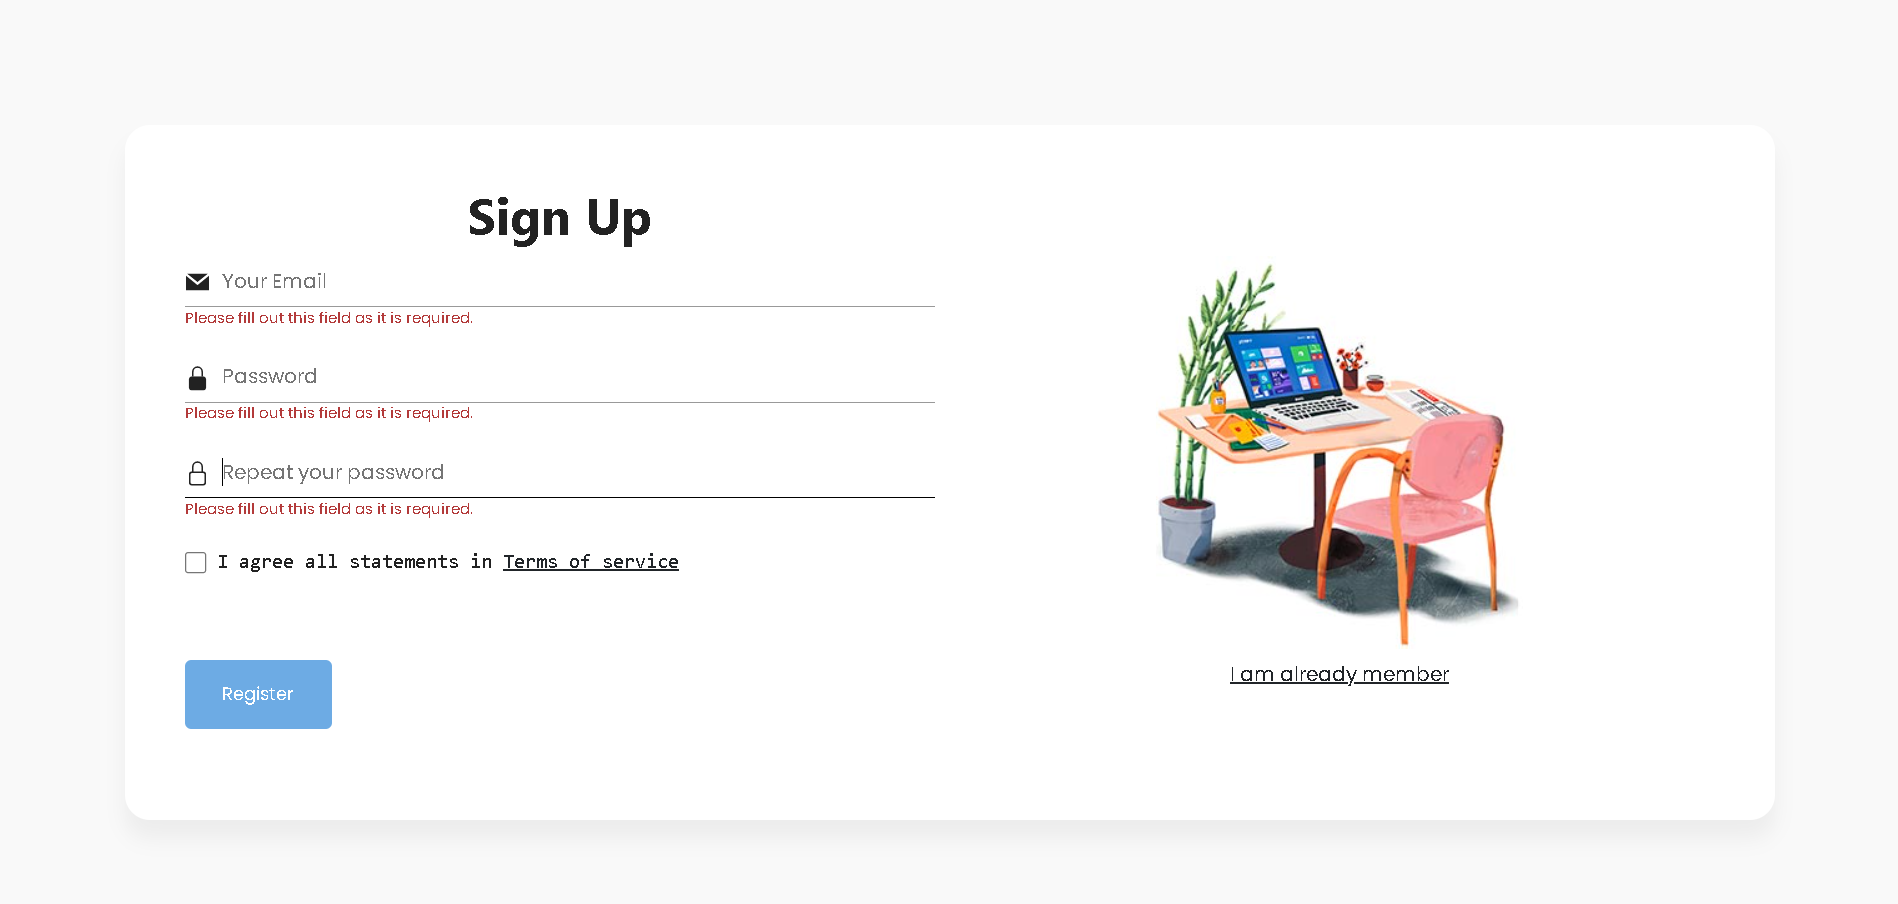 Sign Up
Your Email
Please fill out this field as it is required.
Password
Please fill out this field as it is required.
Repeat your password
Please fill out this field as it is required.
I agree all statements in Terms of service
Register
I am already member